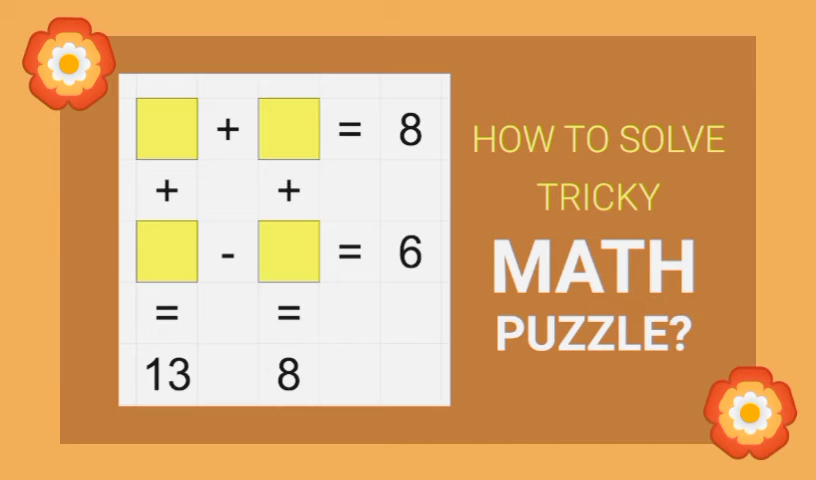 + = 8
+ +
- = 6
= =
13 8
HOW TO SOLVE
TRICKY
MATH
PUZZLE?